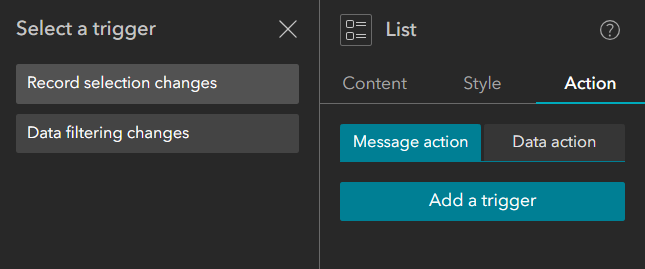 Select a trigger
Record selection changes
Data filtering changes
List
Content Style Action
Message action Data action
Add a trigger